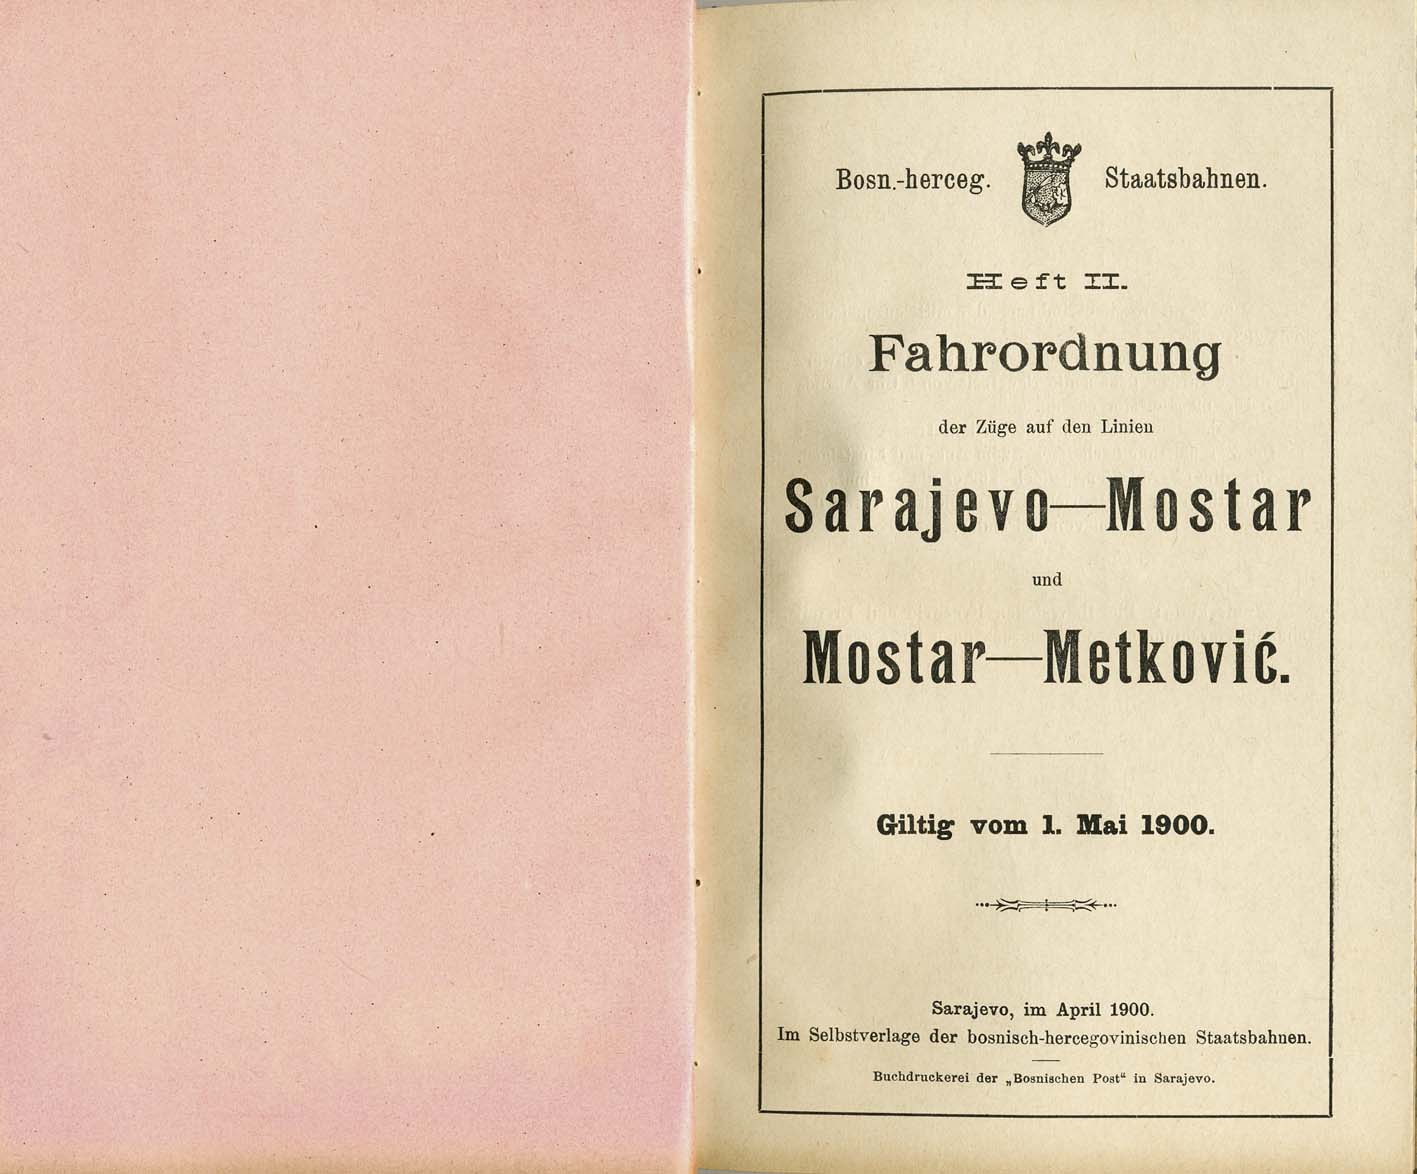 Bosn.-herceg. Staatsbahnen.
Heft II.
Fahrordnung
der Züge auf den Linien
Sarajevo—Mostar
und
Mostar—Metković.
Giltig vom 1. Mai 1900.
Sarajevo, im April 1900.
Im Selbstverlage der bosnisch-hercegovinischen Staatsbahnen.
Buchdruckerei der „Bosnischen Post“ in Sarajevo.